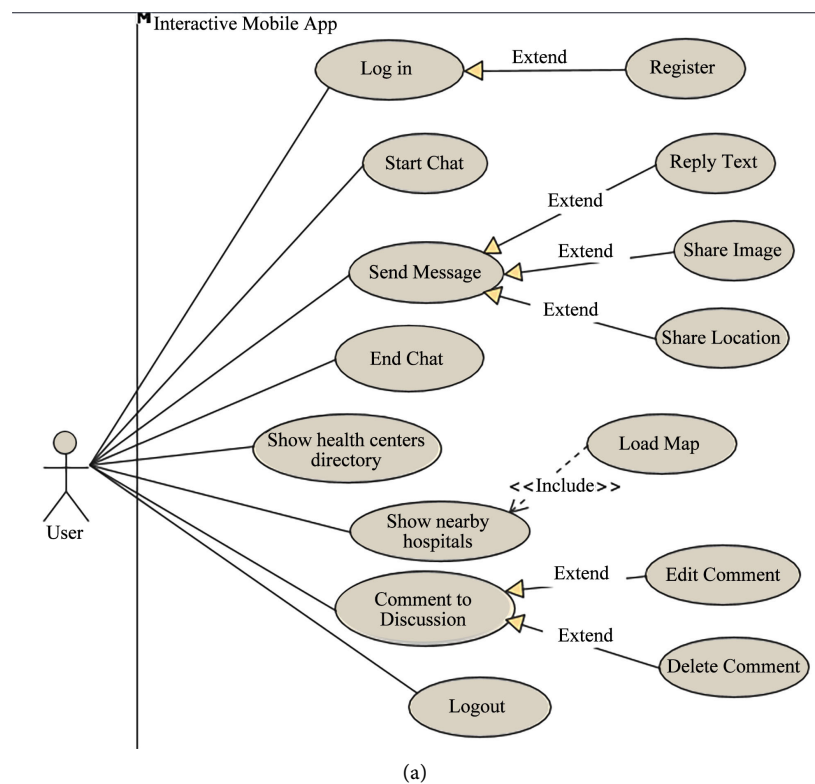 M Interactive Mobile App
Log in
Extend
Register
Start Chat
Reply Text
Extend
Send Message
Extend
Share Image
Extend
Share Location
End Chat
Show health centers
directory
Load Map
<<Include>>
Show nearby
hospitals
User
Comment to
Discussion
Extend
Edit Comment
Extend
Delete Comment
Logout
(a)